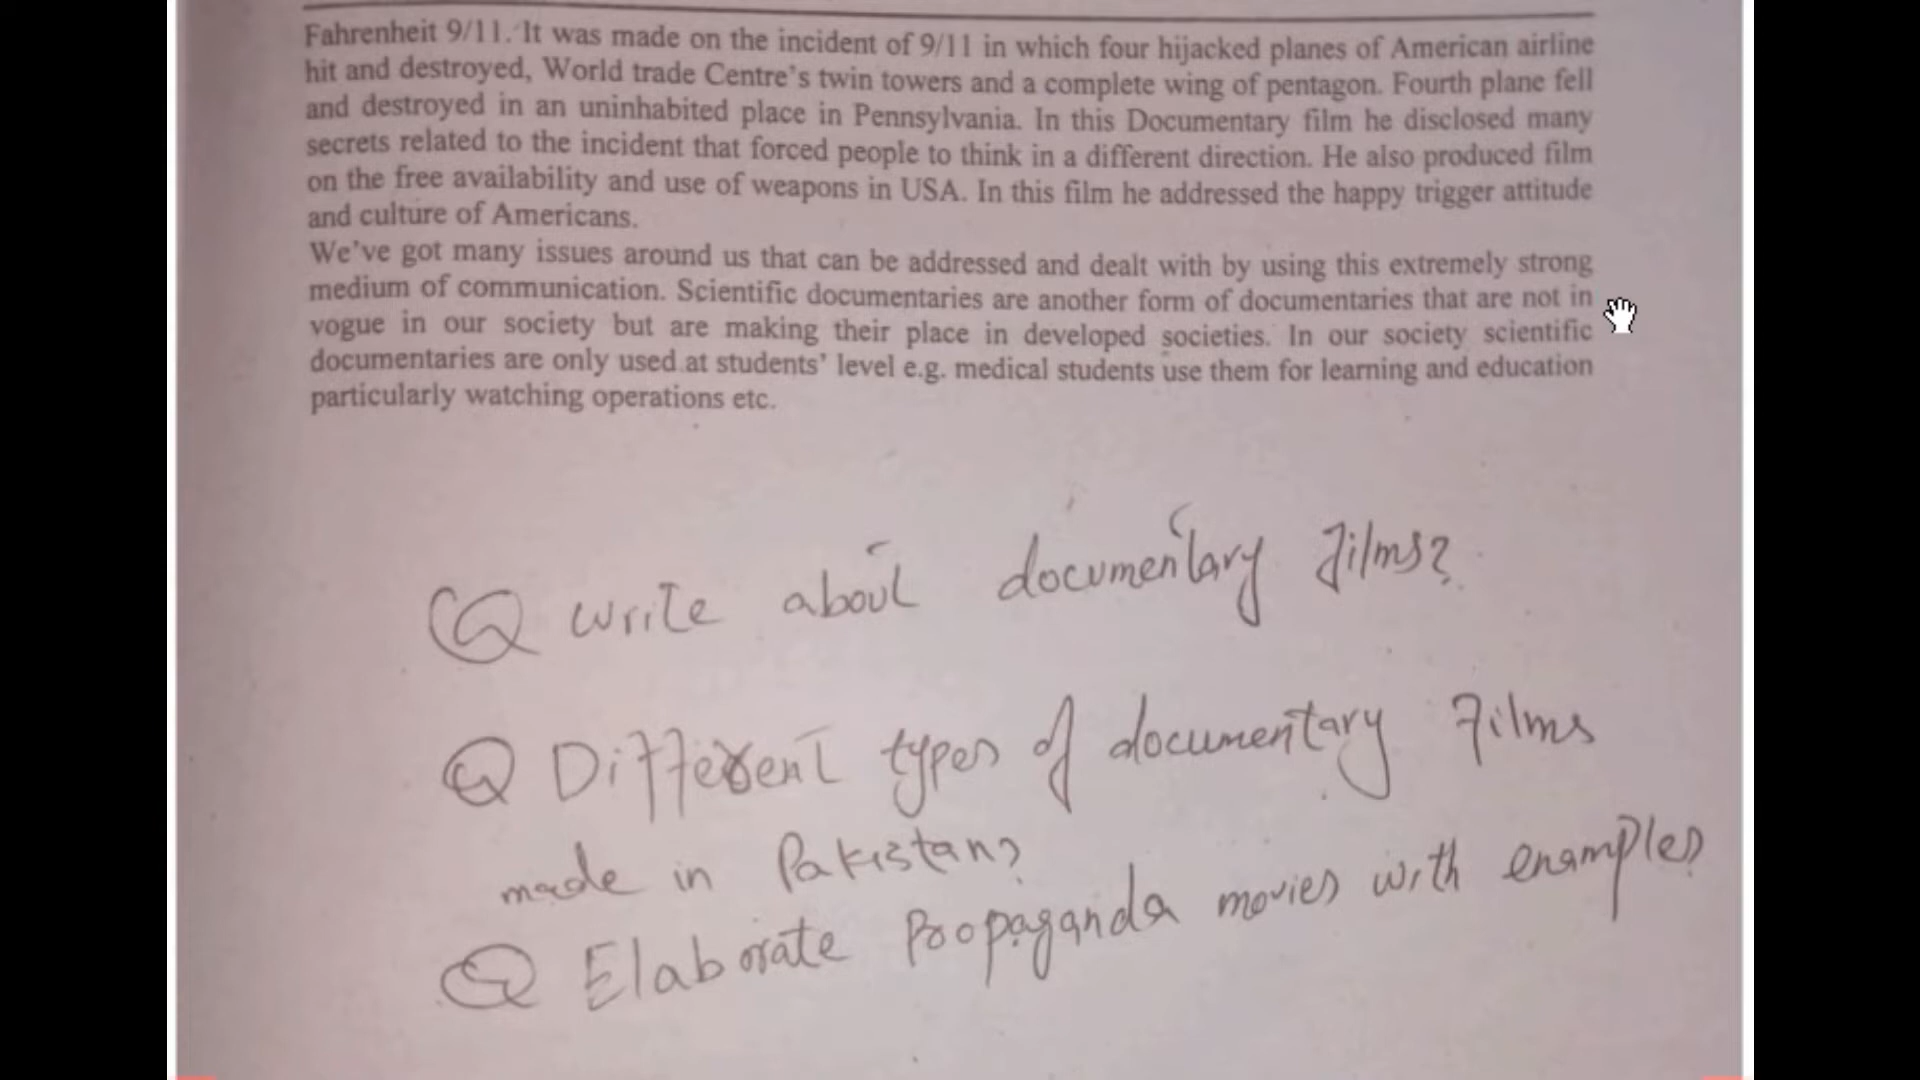 Fahrenheit 9/11. It was made on the incident of 9/11 in which four hijacked planes of American airline
hit and destroyed, World trade Centre's twin towers and a complete wing of pentagon. Fourth plane fell
and destroyed in an uninhabited place in Pennsylvania. In this Documentary film he disclosed many
secrets related to the incident that forced people to think in a different direction. He also produced film
on the free availability and use of weapons in USA. In this film he addressed the happy trigger attitude
and culture of Americans.
We've got many issues around us that can be addressed and dealt with by using this extremely strong
medium of communication. Scientific documentaries are another form of documentaries that are not in
vogue in our society but are making their place in developed societies. In our society scientific
documentaries are only used at students' level e.g. medical students use them for learning and education
particularly watching operations etc.
Q write about documentary films?
Q Different types of documentary films
made in Pakistan?
Q Elaborate Propaganda movies with examples